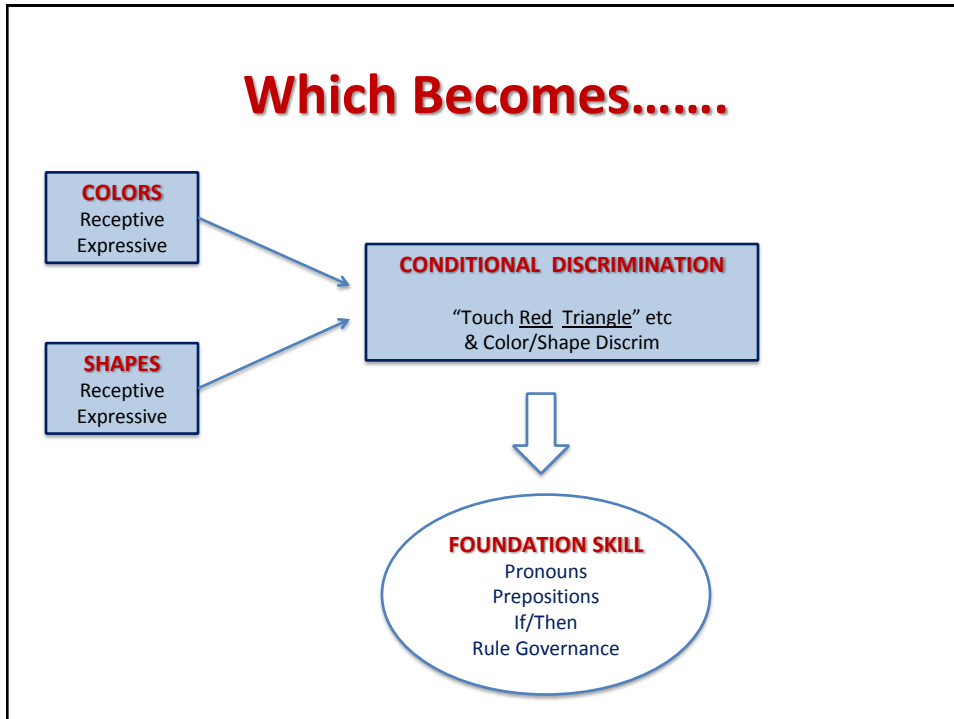 Which Becomes.......
COLORS
Receptive
Expressive
SHAPES
Receptive
Expressive
CONDITIONAL DISCRIMINATION
“Touch Red Triangle” etc
& Color/Shape Discrim
FOUNDATION SKILL
Pronouns
Prepositions
If/Then
Rule Governance